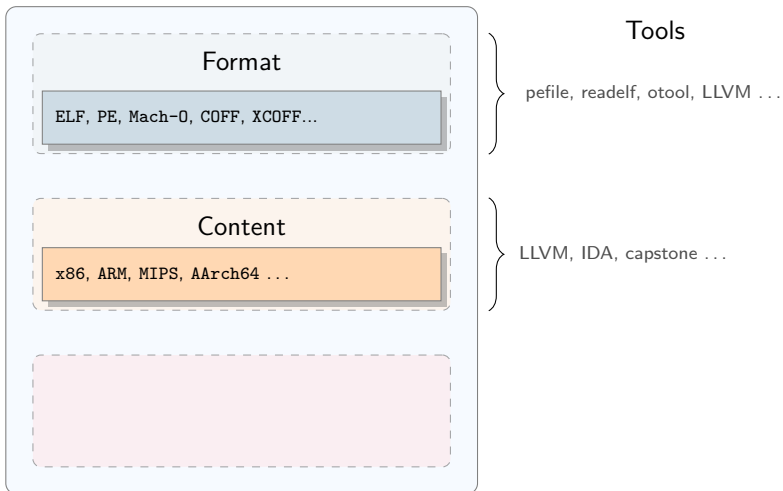 Tools
Format
ELF, PE, Mach-O, COFF, XCOFF...
pefile, readelf, otool, LLVM ...
Content
x86, ARM, MIPS, AArch64 ...
LLVM, IDA, capstone ...